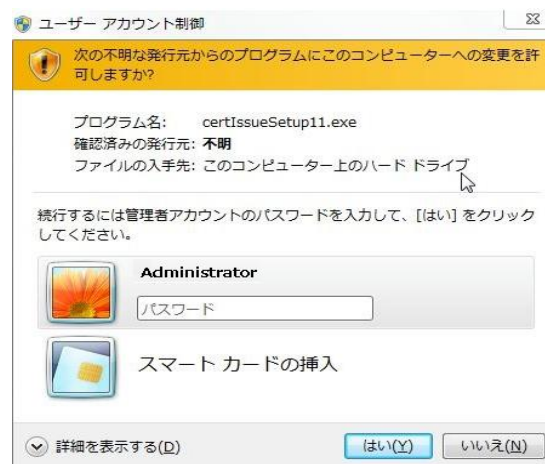 ユーザー アカウント制御
次の不明な発行元からのプログラムにこのコンピューターへの変更を許
可しますか?
プログラム名: certIssueSetup11.exe
確認済みの発行元: 不明
ファイルの入手先: このコンピューター上のハード ドライブ
続行するには管理者アカウントのパスワードを入力して、[はい] をクリック
してください。
Administrator
パスワード
スマート カードの挿入
詳細を表示する(D)
はい(Y)
いいえ(N)